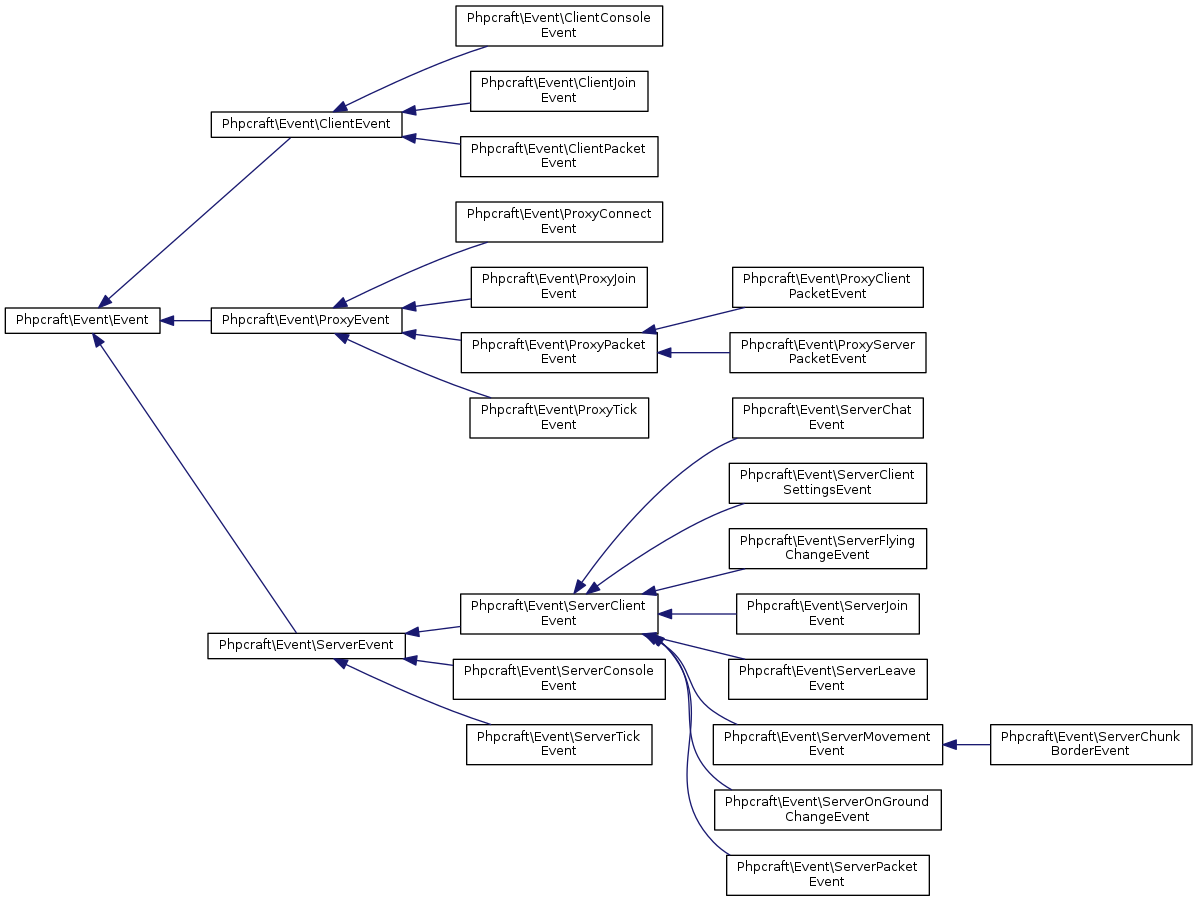 Phpcraft\Event\ClientConsole
Event
Phpcraft\Event\ClientJoin
Event
Phpcraft\Event\ClientEvent
Phpcraft\Event\ClientPacket
Event
Phpcraft\Event\ProxyConnect
Event
Phpcraft\Event\ProxyJoin
Event
Phpcraft\Event\ProxyClient
PacketEvent
Phpcraft\Event\Event
Phpcraft\Event\ProxyEvent
Phpcraft\Event\ProxyPacket
Event
Phpcraft\Event\ProxyServer
PacketEvent
Phpcraft\Event\ProxyTick
Event
Phpcraft\Event\ServerChat
Event
Phpcraft\Event\ServerClient
SettingsEvent
Phpcraft\Event\ServerFlying
ChangeEvent
Phpcraft\Event\ServerClient
Event
Phpcraft\Event\ServerJoin
Event
Phpcraft\Event\ServerEvent
Phpcraft\Event\ServerConsole
Event
Phpcraft\Event\ServerLeave
Event
Phpcraft\Event\ServerTick
Event
Phpcraft\Event\ServerMovement
Event
Phpcraft\Event\ServerChunk
BorderEvent
Phpcraft\Event\ServerOnGround
ChangeEvent
Phpcraft\Event\ServerPacket
Event